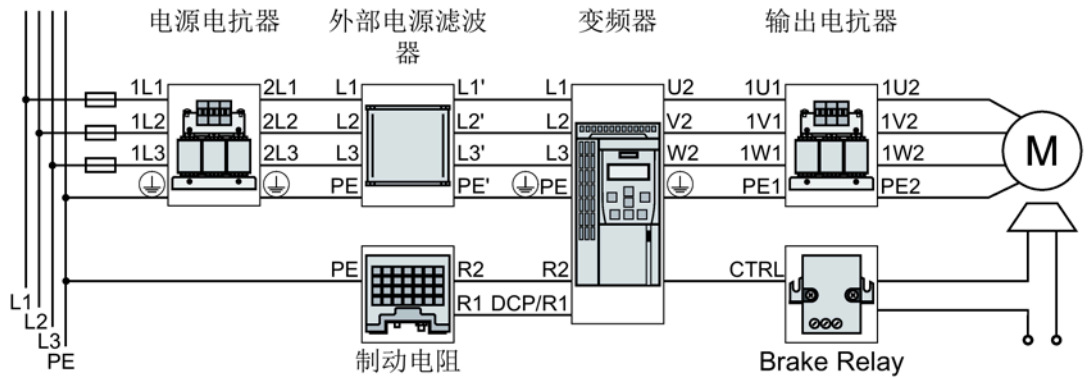 电源电抗器 外部电源滤波器 变频器 输出电抗器
1L1 2L1 L1 L1' L1 U2 1U1 1U2
1L2 2L2 L2 L2' L2 V2 1V1 1V2
1L3 2L3 L3 L3' L3 W2 1W1 1W2
M
PE PE' PE PE1 PE2
PE R2 R2 CTRL
R1 DCP/R1
L1
L2
L3
PE
制动电阻 Brake Relay